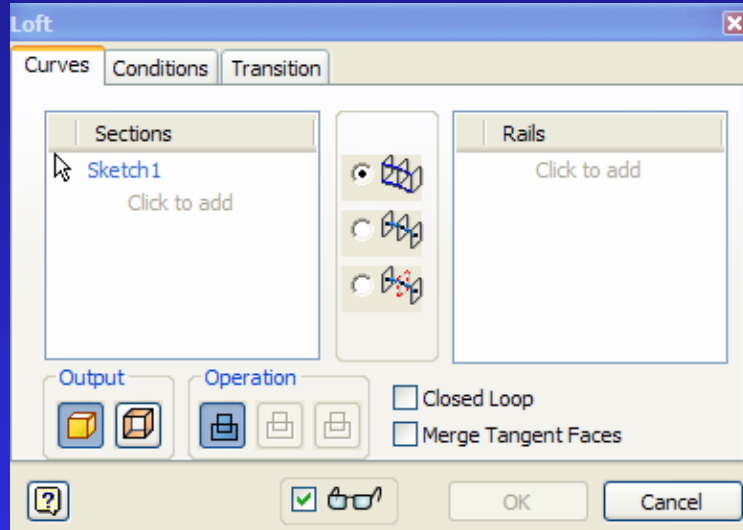 Loft
Curves Conditions Transition
Sections Rails
Sketch1 Click to add
Click to add
Output Operation
Closed Loop
Merge Tangent Faces
? OK Cancel